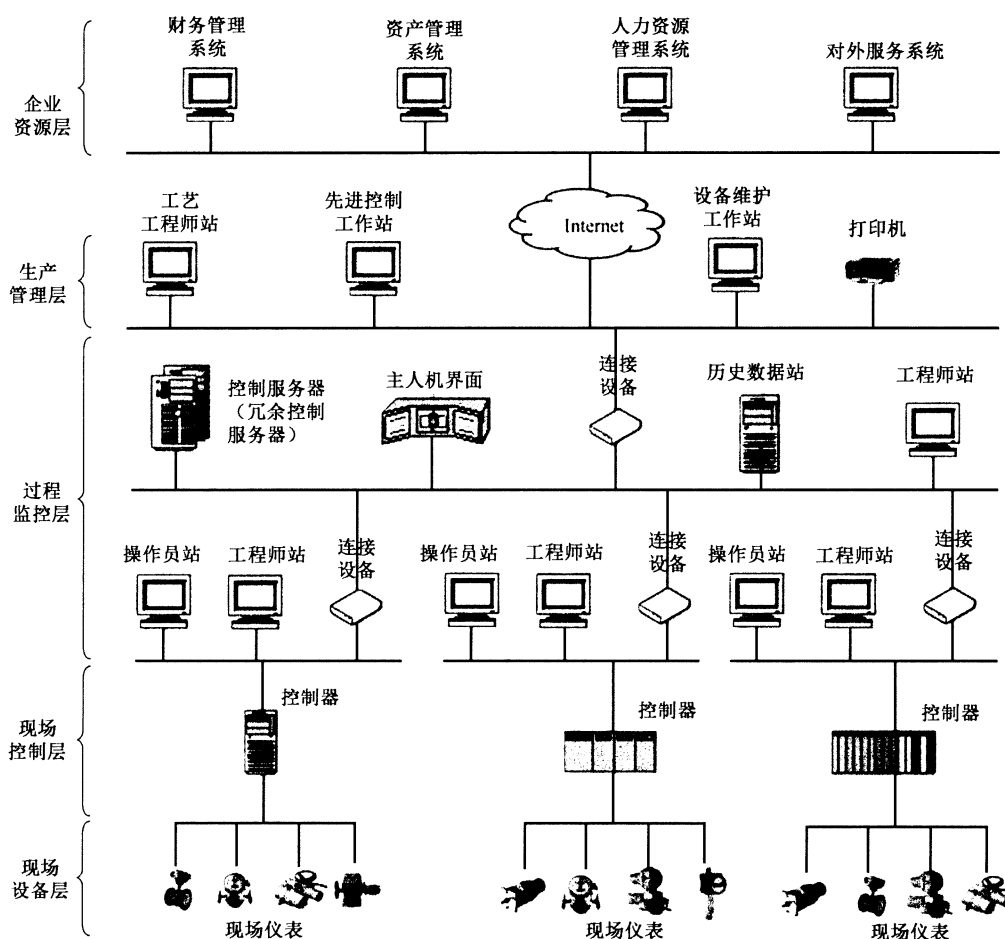 财务管理
系统
资产管理
系统
人力资源
管理系统
对外服务系统
企业
资源层
工艺
工程师站
先进控制
工作站
Internet
设备维护
工作站
打印机
生产
管理层
控制服务器
（冗余控制
服务器）
主人机界面
连接
设备
历史数据站
工程师站
过程
监控层
操作员站
工程师站
连接
设备
操作员站
工程师站
连接
设备
操作员站
工程师站
连接
设备
现场
控制层
控制器
控制器
控制器
现场
设备层
现场仪表
现场仪表
现场仪表